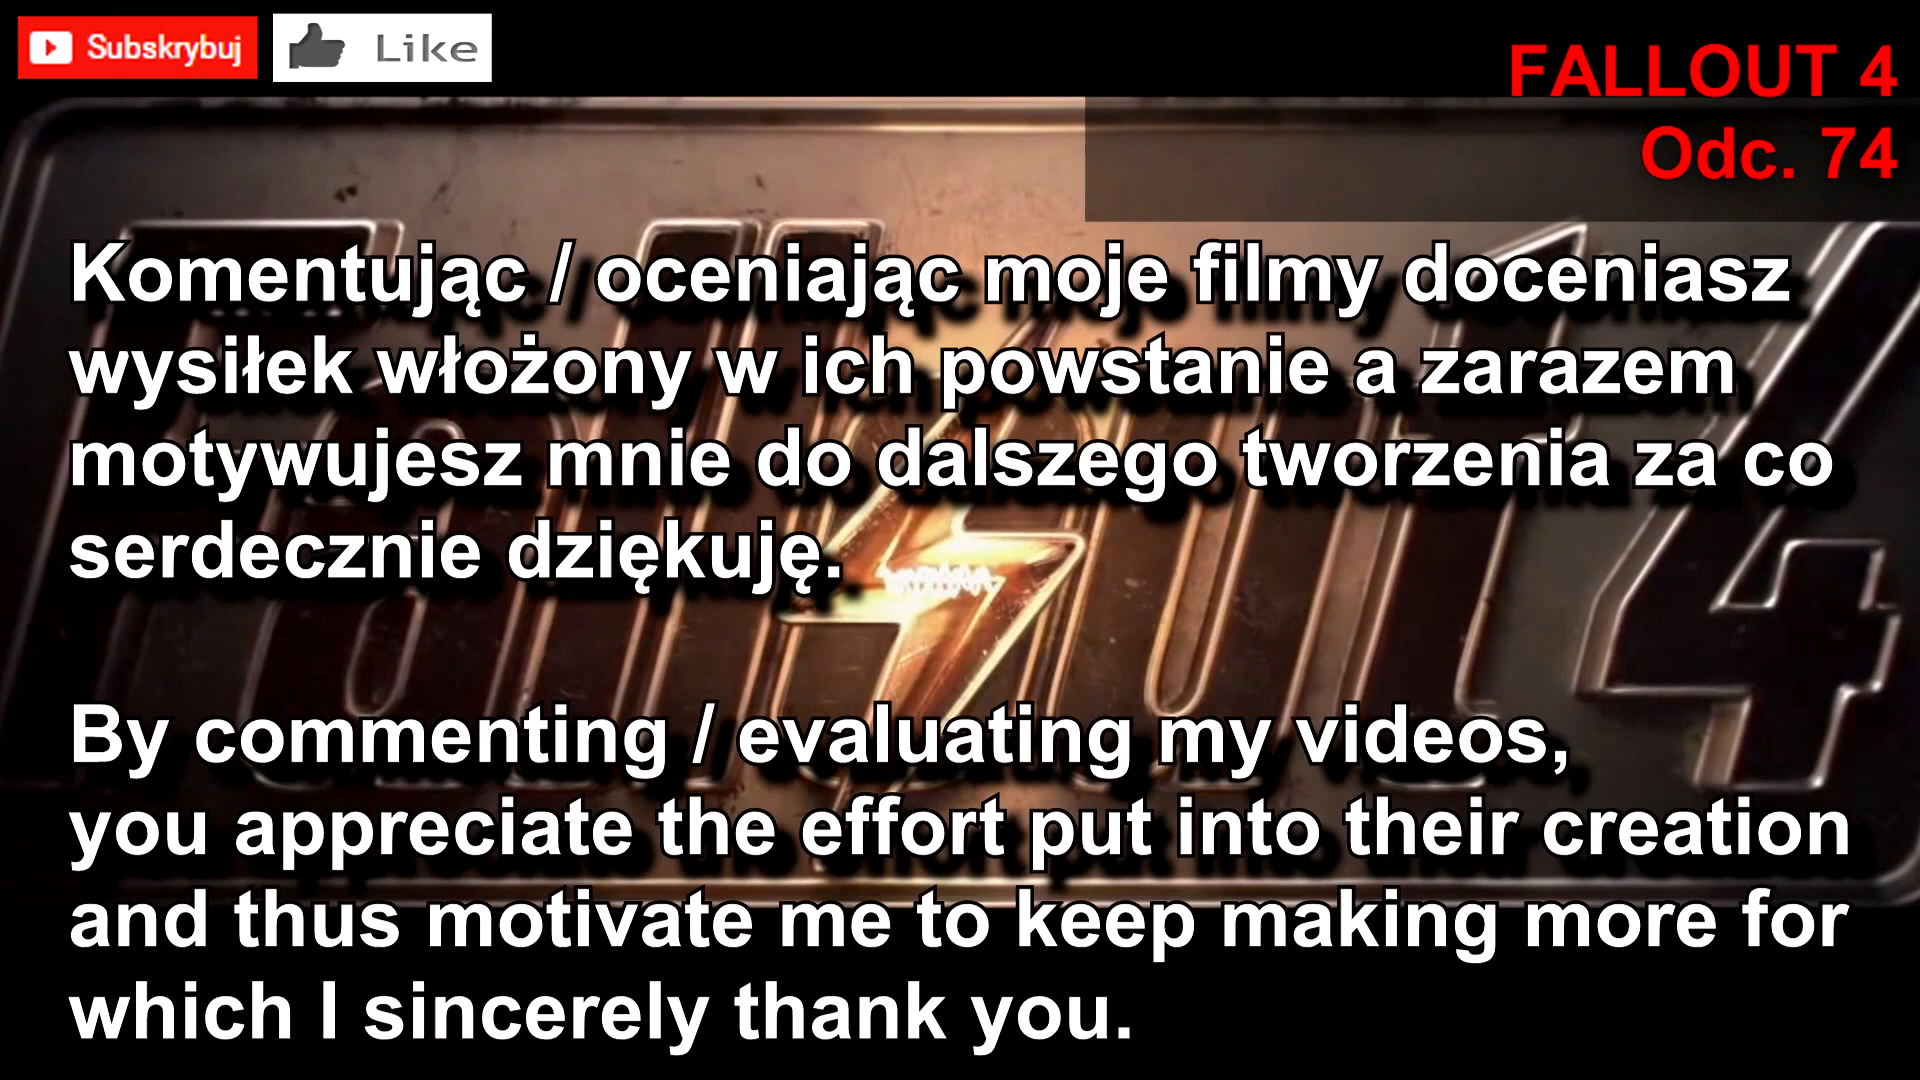 Subskrybuj
Like
FALLOUT 4
Odc. 74
Komentując / oceniając moje filmy doceniasz
wysiłek włożony w ich powstanie a zarazem
motywujesz mnie do dalszego tworzenia za co
serdecznie dziękuję.
By commenting / evaluating my videos,
you appreciate the effort put into their creation
and thus motivate me to keep making more for
which I sincerely thank you.
Fallout 4